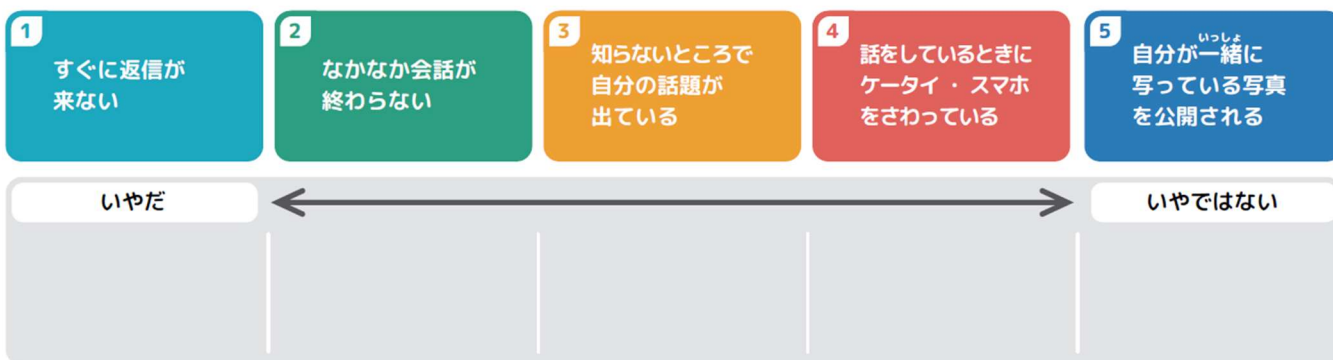 1
すぐに返信が
来ない
2
なかなか会話が
終わらない
3
知らないところで
自分の話題が
出ている
4
話をしているときに
ケータイ・スマホ
をさわっている
5
いっしょ
自分が一緒に
写っている写真
を公開される
いやだ
いやではない